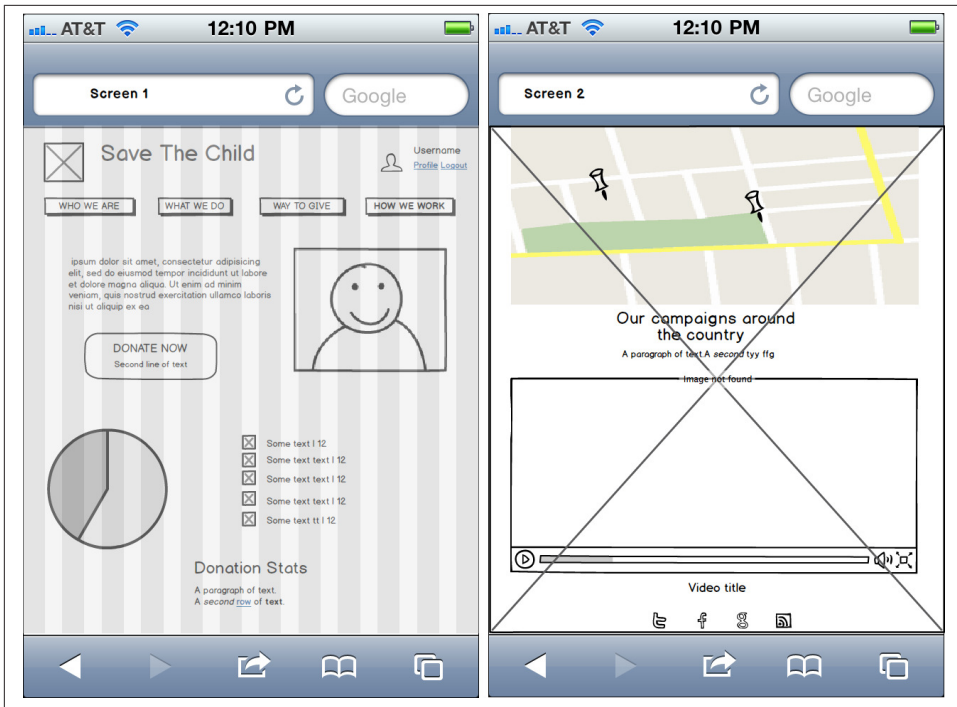 AT&T 12:10 PM
Screen 1 Google
Save The Child
Username
Profile Logout
WHO WE ARE WHAT WE DO WAY TO GIVE HOW WE WORK
ipsum dolor sit amet, consectetur adipisicing
elit, sed do eiusmod tempor incididunt ut labore
et dolore magna aliqua. Ut enim ad minim
veniam, quis nostrud exercitation ullamco laboris
nisi ut aliquip ex ea
DONATE NOW
Second line of text
Some text | 12
Some text text | 12
Some text text | 12
Some text text | 12
Some text tt | 12
Donation Stats
A paragraph of text.
A second row of text.
AT&T 12:10 PM
Screen 2 Google
Our campaigns around
the country
A paragraph of text.A second tyy ffg
Image not found
Video title